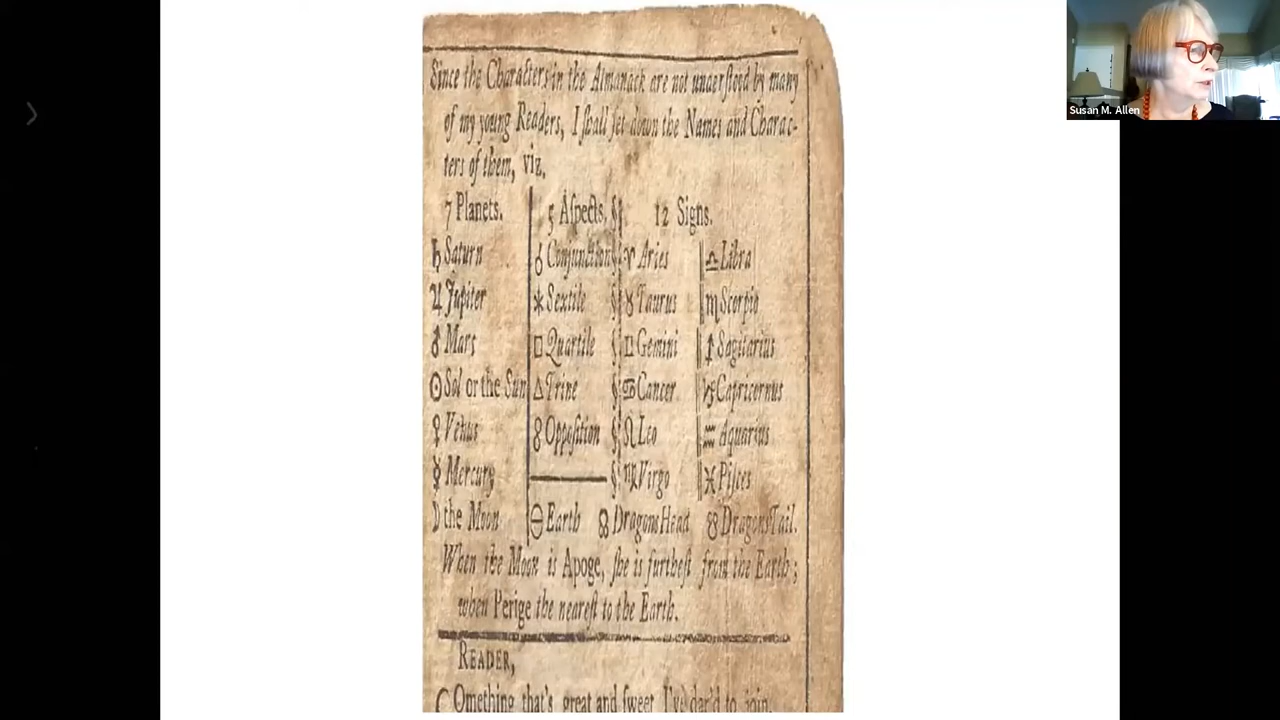 Since the Characters in the Almanack are not understood by many
of my young Readers, I ſhall ſet down the Names and Charac-
ters of them, viz.
7 Planets. 5 Aſpects. § 12 Signs.
♄ Saturn ☌ Conjunction § ♈ Aries ♎ Libra
♃ Jupiter ⚹ Sextile § ♉ Taurus ♏ Scorpio
♂ Mars □ Quartile § ♊ Gemini ♐ Sagitarius
☉ Sol or the Sun △ Trine § ♋ Cancer ♑ Capricornus
♀ Venus ☍ Oppoſition § ♌ Leo ♒ Aquarius
☿ Mercury § ♍ Virgo ♓ Piſces
☽ the Moon ⊖ Earth ☊ Dragons Head ☋ Dragons Tail.
When the Moon is Apoge, ſhe is furtheſt from the Earth;
when Perige the neareſt to the Earth.
READER,
SOmething that's great and ſweet I've dar'd to join,
Susan M. Allen